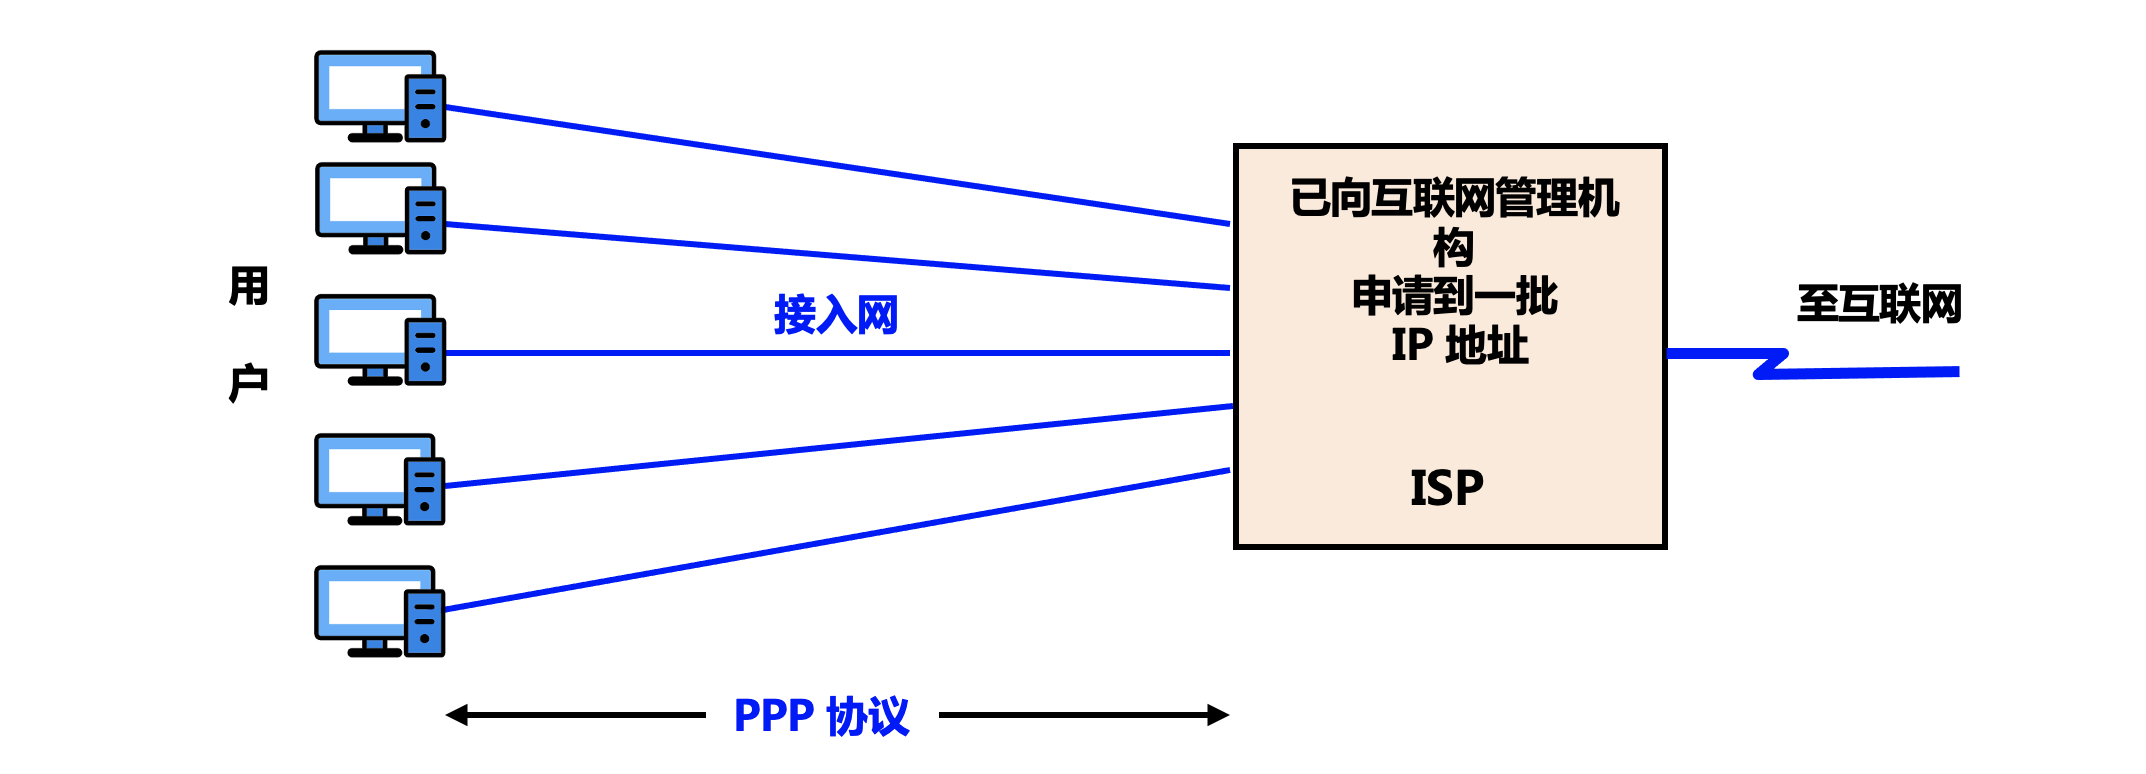 用
户
接入网
已向互联网管理机
构
申请到一批
IP 地址
ISP
至互联网
PPP 协议